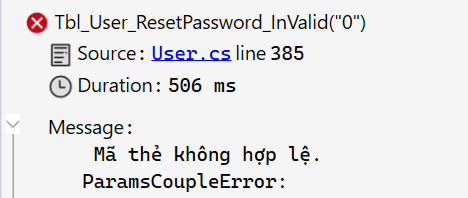 Tbl_User_ResetPassword_InValid("0")
Source: User.cs line 385
Duration: 506 ms
Message:
Mã thẻ không hợp lệ.
ParamsCoupleError: